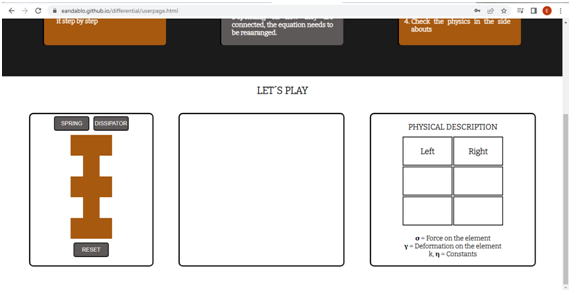 eandablo.github.io/differential/userpage.html
it step by step
connected, the equation needs to
be reaaranged.
4. Check the physics in the side
abouts
LET´S PLAY
SPRING
DISSIPATOR
RESET
PHYSICAL DESCRIPTION
Left
Right
σ = Force on the element
γ = Deformation on the element
k, η = Constants